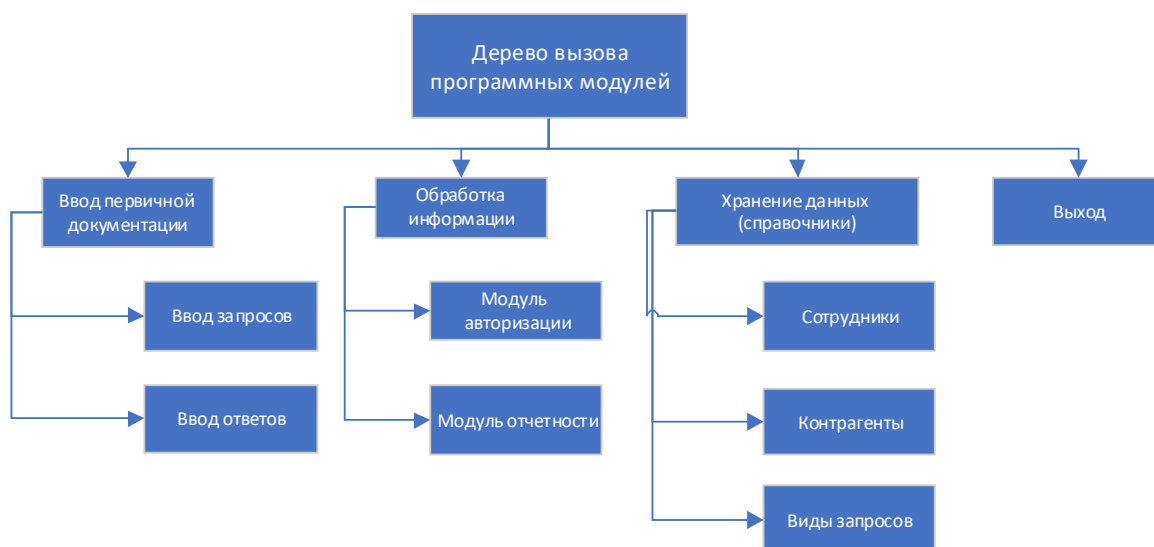 Дерево вызова
программных модулей
Ввод первичной
документации
Обработка
информации
Хранение данных
(справочники)
Выход
Ввод запросов
Модуль
авторизации
Сотрудники
Ввод ответов
Модуль отчетности
Контрагенты
Виды запросов